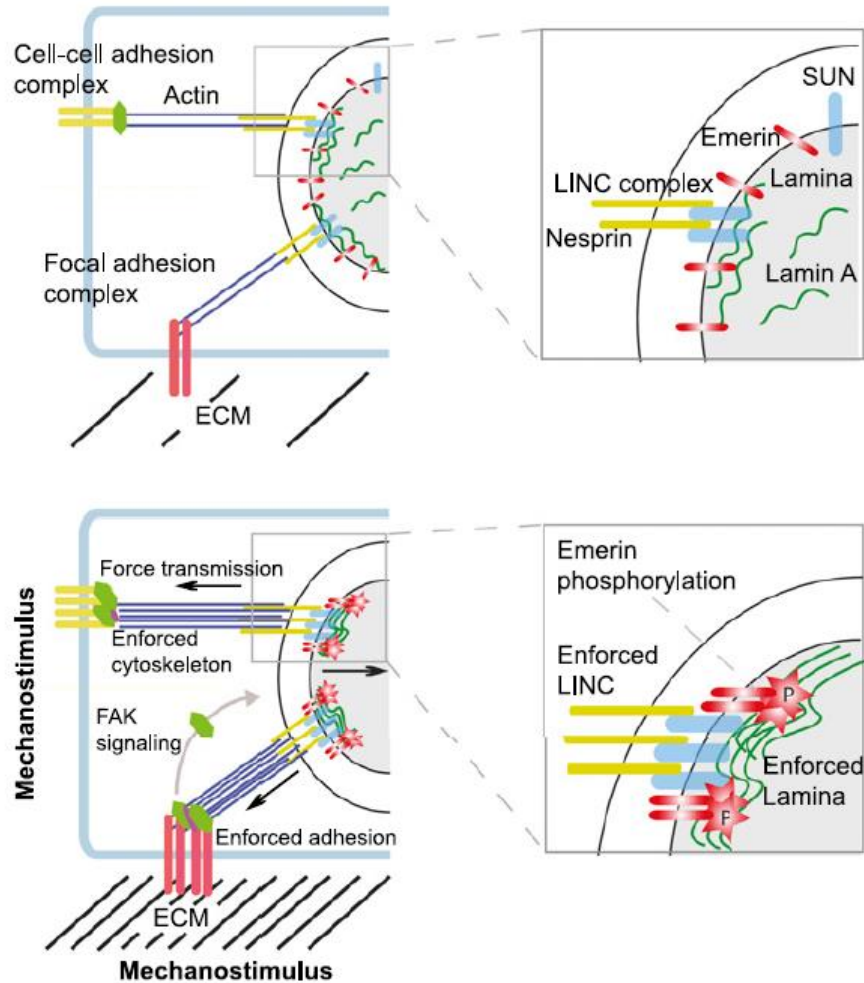 Cell-cell adhesion
complex
Actin
Focal adhesion
complex
ECM
SUN
Emerin
LINC complex
Lamina
Nesprin
Lamin A
Mechanostimulus
Force transmission
Enforced
cytoskeleton
FAK
signaling
Enforced adhesion
ECM
Mechanostimulus
Emerin
phosphorylation
Enforced
LINC
P
Enforced
Lamina
P